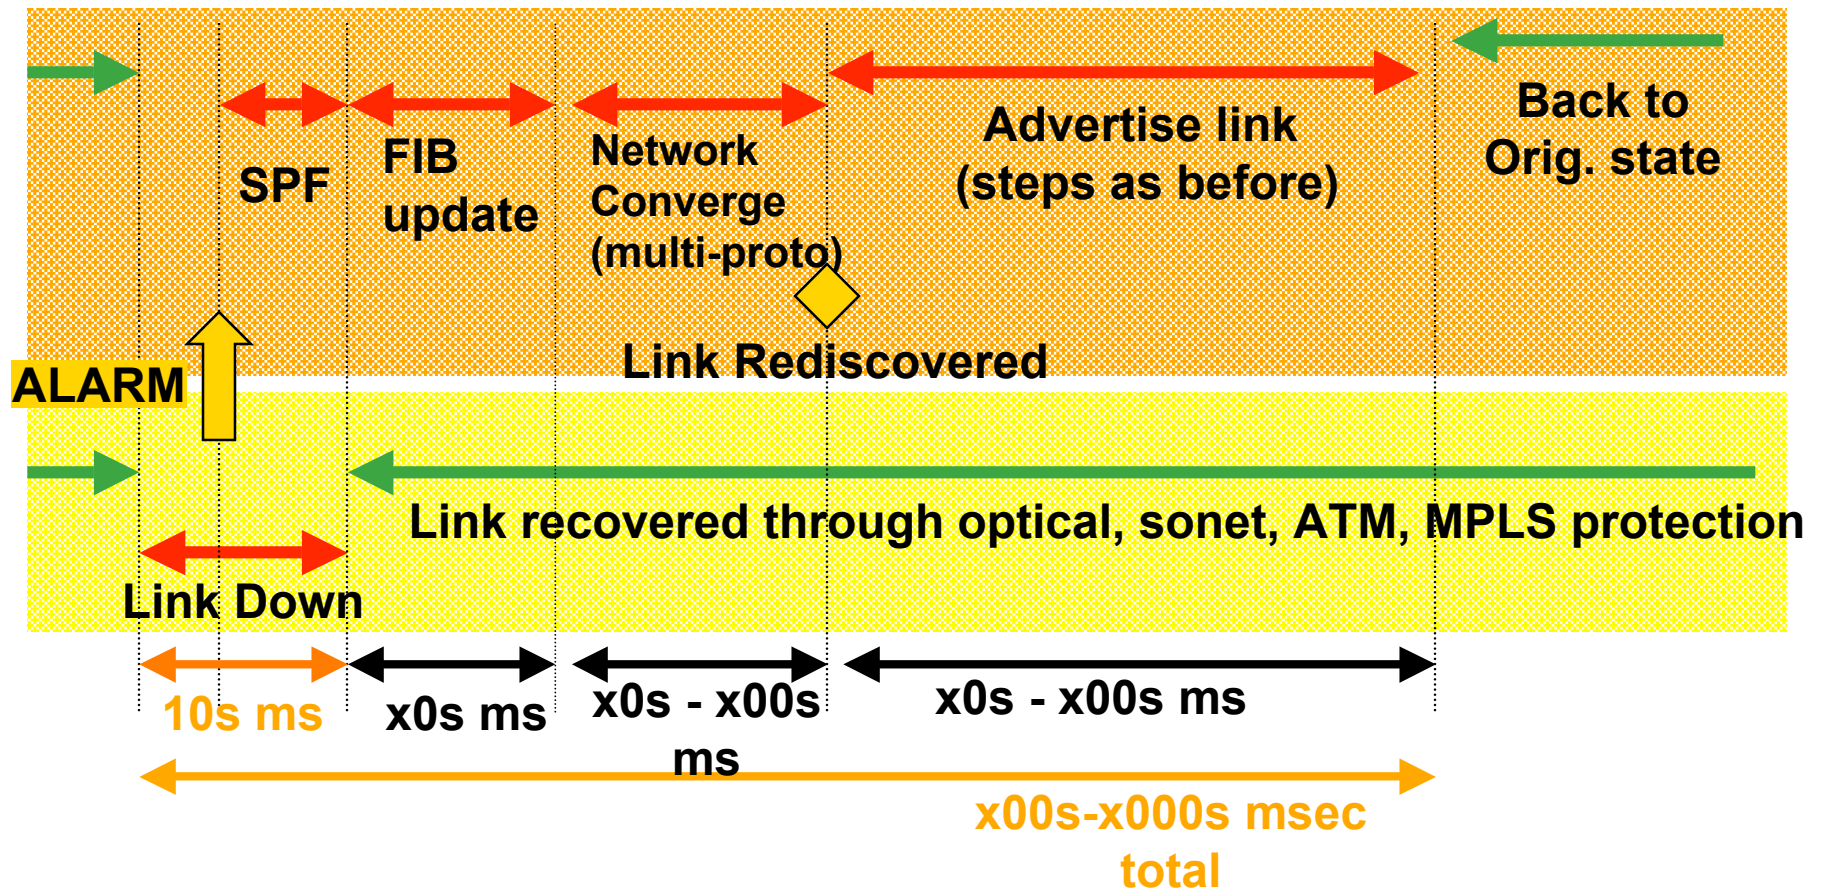 SPF
FIB
update
Network
Converge
(multi-proto)
Advertise link
(steps as before)
Back to
Orig. state
Link Rediscovered
ALARM
Link recovered through optical, sonet, ATM, MPLS protection
Link Down
10s ms
x0s ms
x0s - x00s
ms
x0s - x00s ms
x00s-x000s msec
total